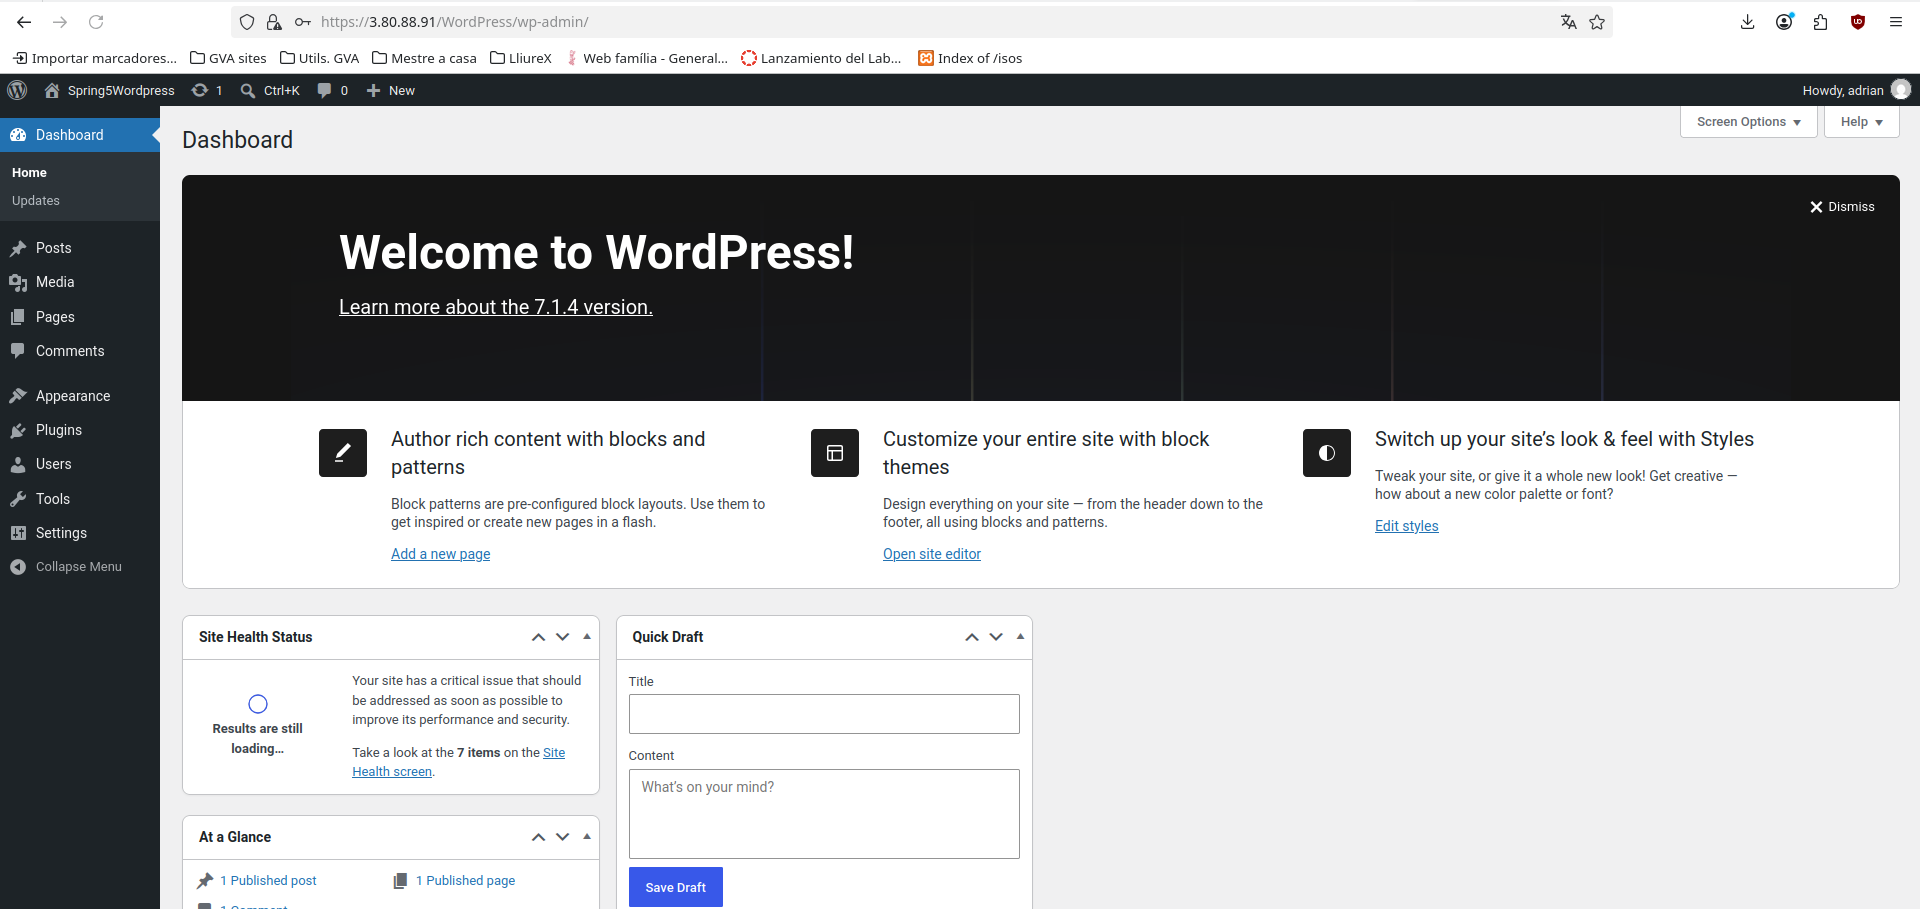 https://3.80.88.91/WordPress/wp-admin/
Importar marcadores... GVA sites Utils. GVA Mestre a casa LliureX Web família - General... Lanzamiento del Lab... Index of /isos
Spring5Wordpress 1 Ctrl+K 0 New Howdy, adrian
Dashboard
Home
Updates
Posts
Media
Pages
Comments
Appearance
Plugins
Users
Tools
Settings
Collapse Menu
Screen Options Help
Dashboard
Dismiss
Welcome to WordPress!
Learn more about the 7.1.4 version.
Author rich content with blocks and
patterns
Block patterns are pre-configured block layouts. Use them to
get inspired or create new pages in a flash.
Add a new page
Customize your entire site with block
themes
Design everything on your site — from the header down to the
footer, all using blocks and patterns.
Open site editor
Switch up your site’s look & feel with Styles
Tweak your site, or give it a whole new look! Get creative —
how about a new color palette or font?
Edit styles
Site Health Status
Results are still
loading…
Your site has a critical issue that should
be addressed as soon as possible to
improve its performance and security.
Take a look at the 7 items on the Site
Health screen.
At a Glance
1 Published post 1 Published page
1 Comment
Quick Draft
Title
Content
What’s on your mind?
Save Draft